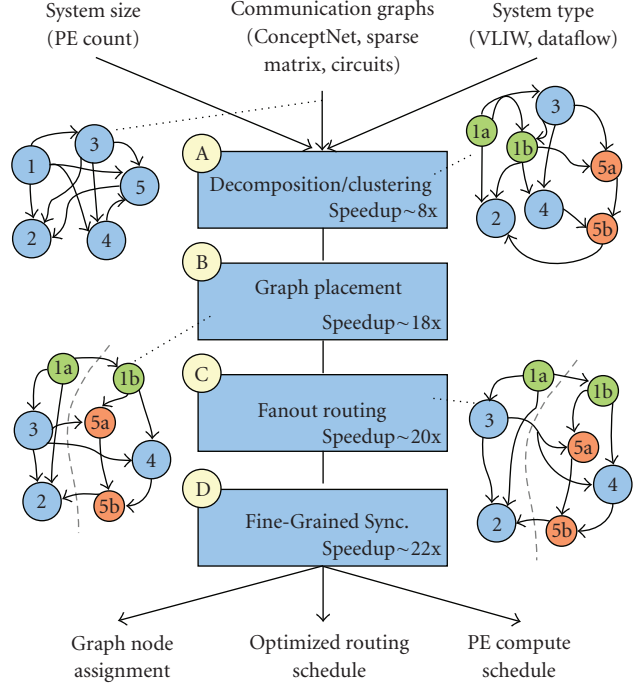 System size
(PE count)
Communication graphs
(ConceptNet, sparse
matrix, circuits)
System type
(VLIW, dataflow)
1
3
5
2
4
A
Decomposition/clustering
Speedup~8x
3
1a
1b
5a
2
4
5b
B
Graph placement
Speedup~18x
1a
1b
3
5a
4
2
5b
C
Fanout routing
Speedup~20x
1a
1b
3
5a
4
2
5b
D
Fine-Grained Sync.
Speedup~22x
Graph node
assignment
Optimized routing
schedule
PE compute
schedule